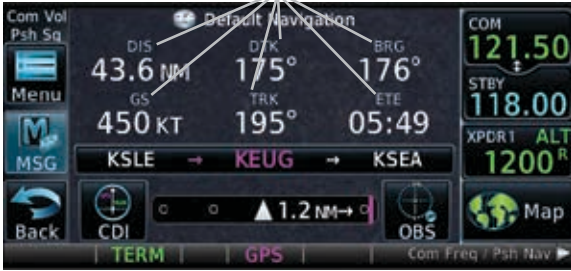 Com Vol
Psh Sq
Default Navigation
DIS
43.6 NM
DTK
175°
BRG
176°
GS
450 KT
TRK
195°
ETE
05:49
KSLE → KEUG → KSEA
Menu
MSG
Back
CDI
1.2 NM→
OBS
TERM
GPS
Com Freq / Psh Nav
COM
121.50
STBY
118.00
XPDR1 ALT
1200 R
Map